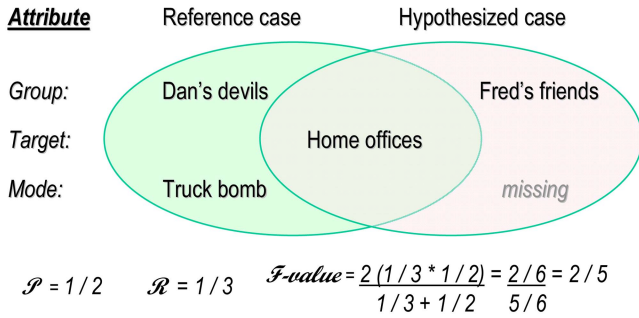 Attribute Reference case Hypothesized case
Group: Dan's devils Fred's friends
Target: Home offices
Mode: Truck bomb missing
𝒫 = 1 / 2 ℛ = 1 / 3 ℱ-value = 2 (1 / 3 * 1 / 2) = 2 / 6 = 2 / 5
1 / 3 + 1 / 2 5 / 6